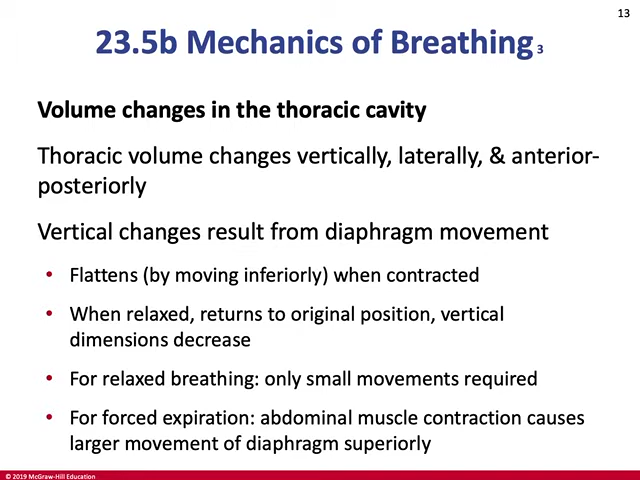 13
23.5b Mechanics of Breathing 3
Volume changes in the thoracic cavity
Thoracic volume changes vertically, laterally, & anterior-
posteriorly
Vertical changes result from diaphragm movement
• Flattens (by moving inferiorly) when contracted
• When relaxed, returns to original position, vertical
dimensions decrease
• For relaxed breathing: only small movements required
• For forced expiration: abdominal muscle contraction causes
larger movement of diaphragm superiorly
© 2019 McGraw-Hill Education